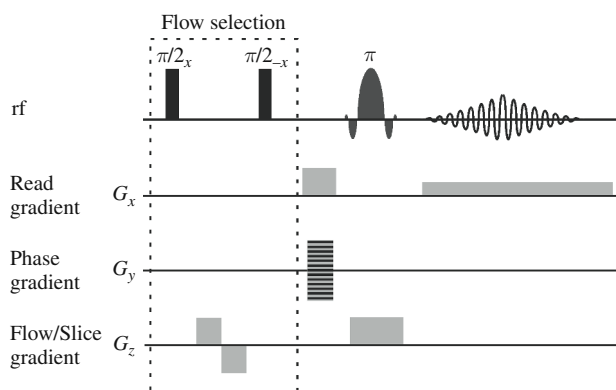 Flow selection
π/2x π/2–x π
rf
Read
gradient Gx
Phase
gradient Gy
Flow/Slice
gradient Gz